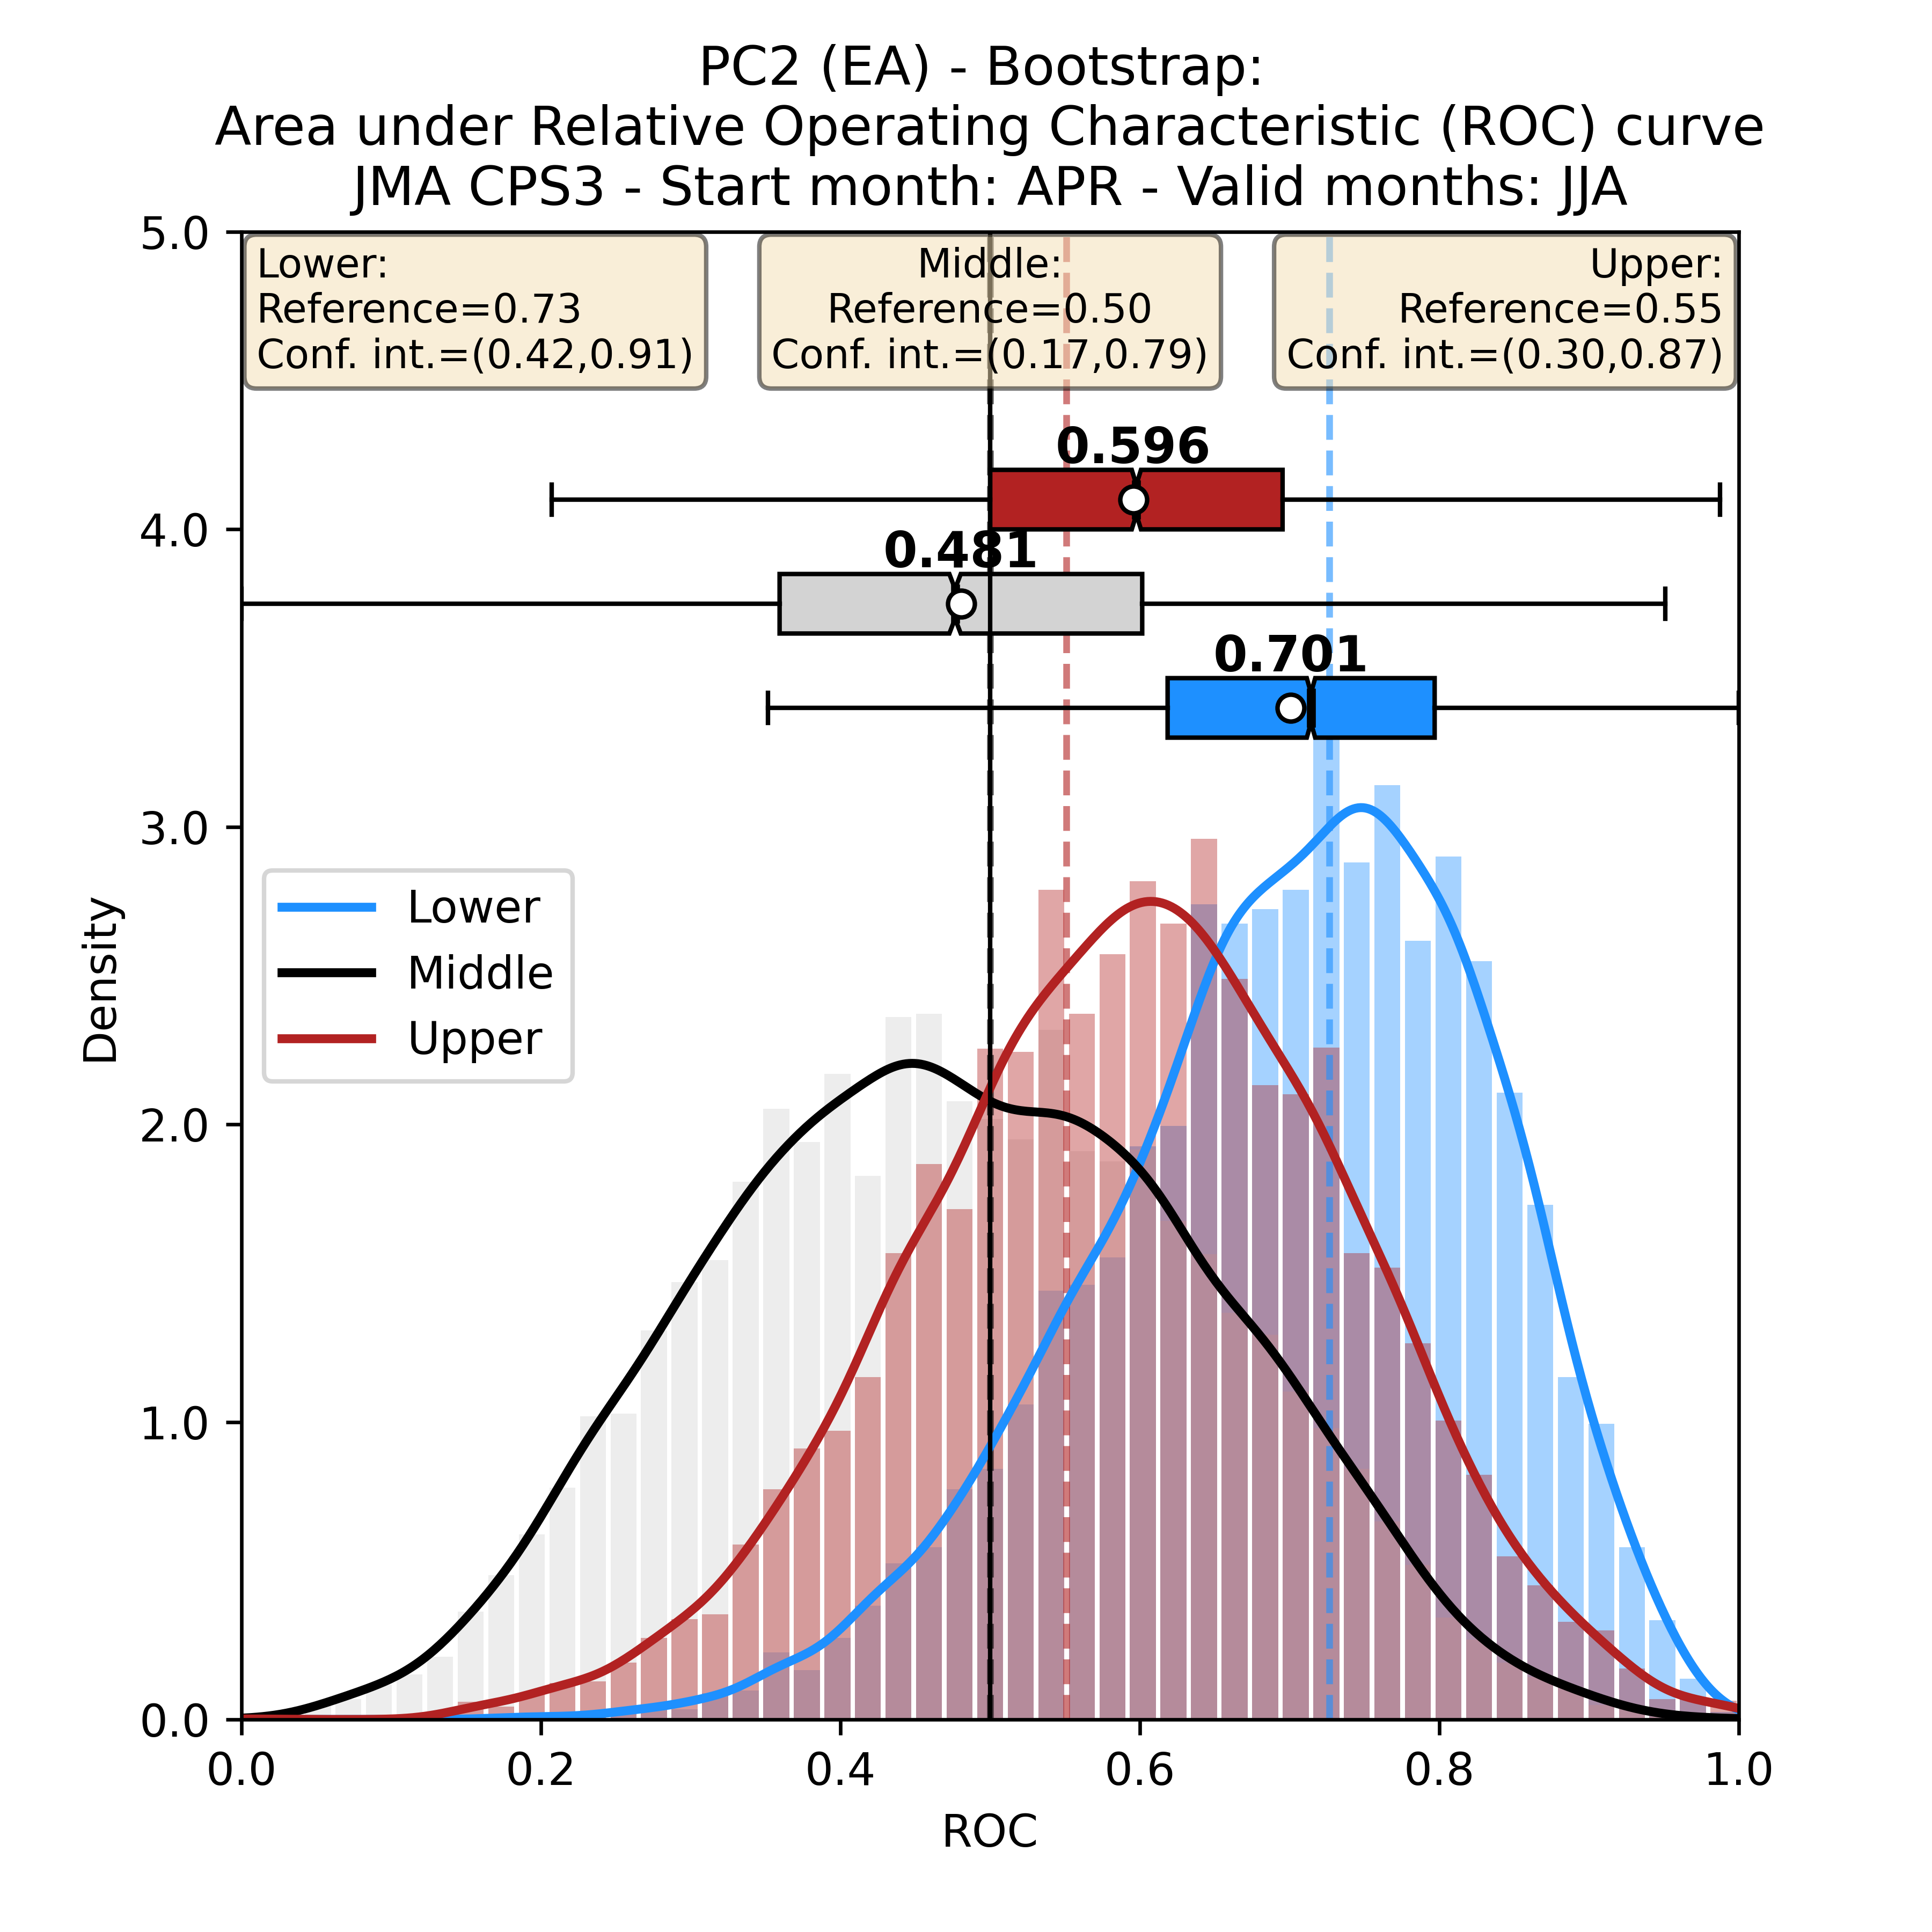 PC2 (EA) - Bootstrap:
Area under Relative Operating Characteristic (ROC) curve
JMA CPS3 - Start month: APR - Valid months: JJA
Lower:
Reference=0.73
Conf. int.=(0.42,0.91)
Middle:
Reference=0.50
Conf. int.=(0.17,0.79)
Upper:
Reference=0.55
Conf. int.=(0.30,0.87)
0.596
0.481
0.701
Lower
Middle
Upper
Density
5.0
4.0
3.0
2.0
1.0
0.0
0.0 0.2 0.4 0.6 0.8 1.0
ROC